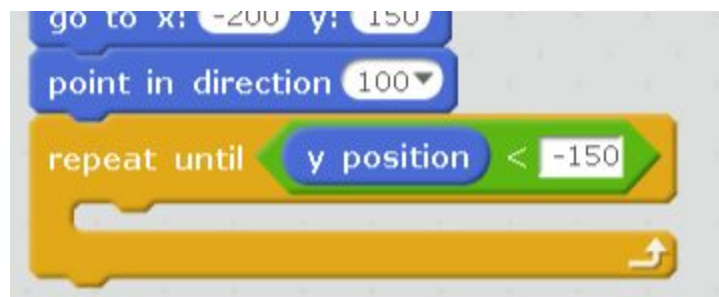 go to x: -200 y: 150
point in direction 100
repeat until y position < -150